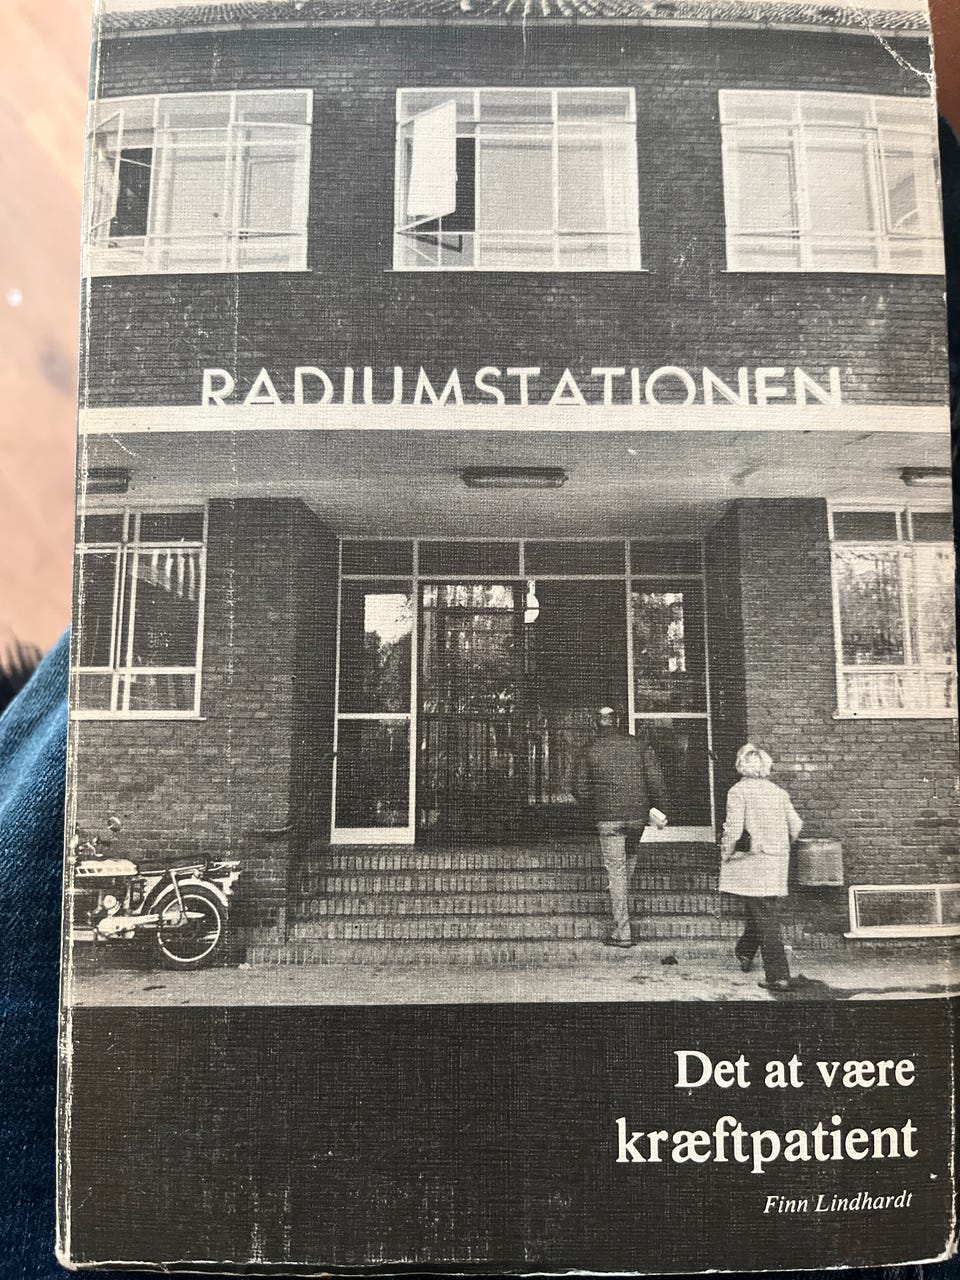 RADIUMSTATIONEN
Det at være
kræftpatient
Finn Lindhardt